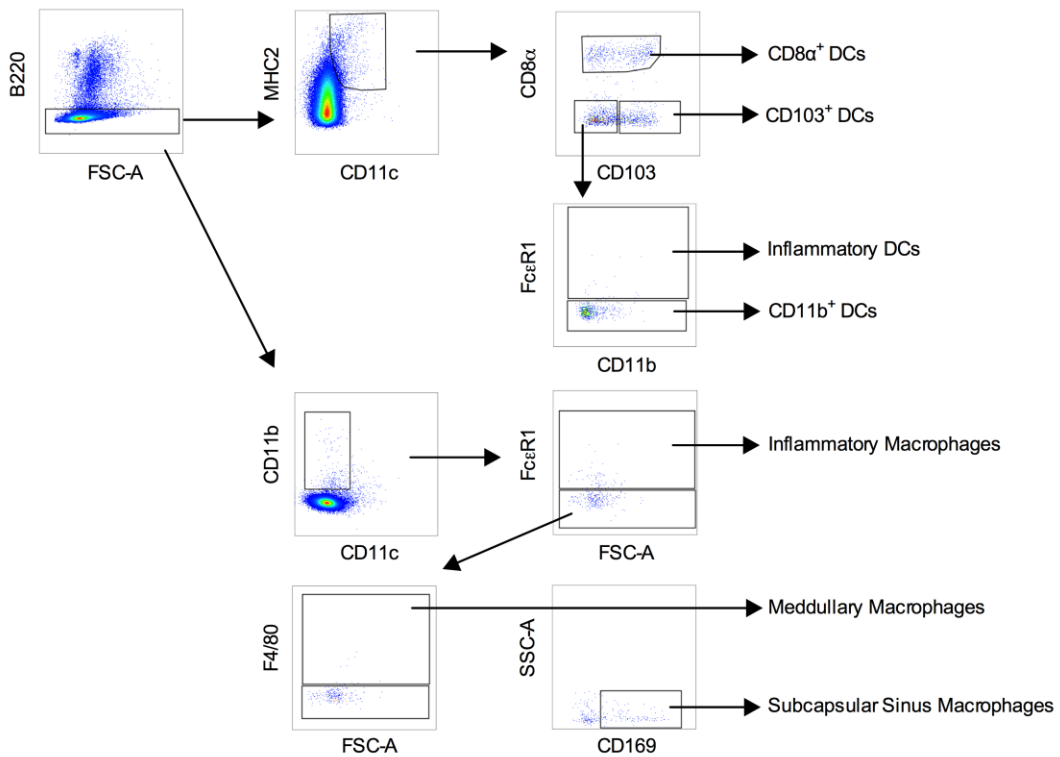 B220
FSC-A
MHC2
CD11c
CD8α
CD103
CD8α+ DCs
CD103+ DCs
FcεR1
CD11b
Inflammatory DCs
CD11b+ DCs
CD11b
CD11c
FcεR1
FSC-A
Inflammatory Macrophages
F4/80
FSC-A
SSC-A
CD169
Meddullary Macrophages
Subcapsular Sinus Macrophages